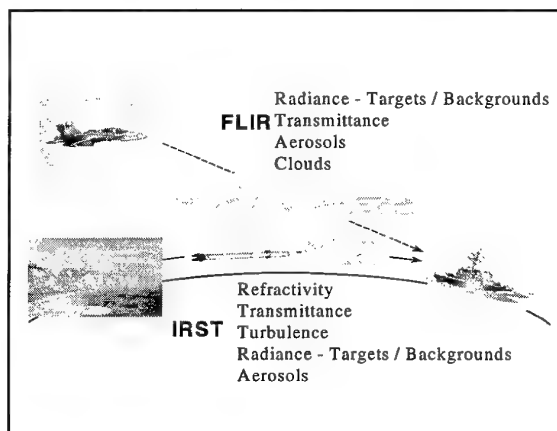 Radiance - Targets / Backgrounds
FLIR Transmittance
Aerosols
Clouds
Refractivity
Transmittance
IRST Turbulence
Radiance - Targets / Backgrounds
Aerosols